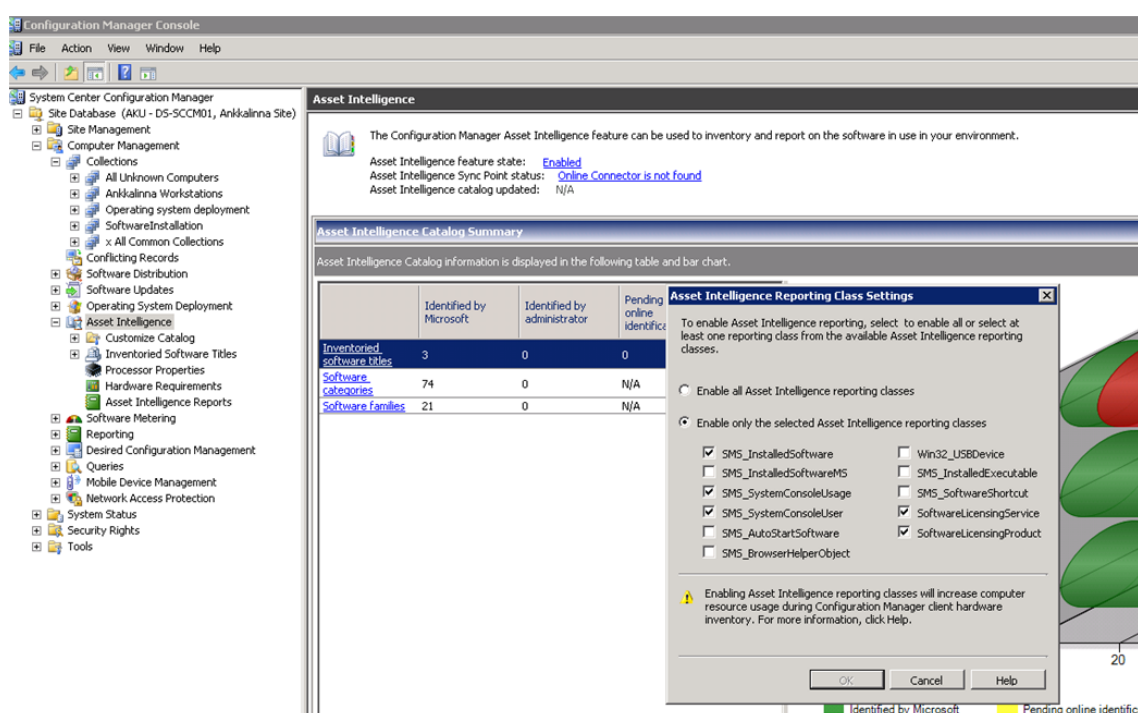 Configuration Manager Console
File Action View Window Help
System Center Configuration Manager
Site Database (AKU - DS-SCCM01, Ankkalinna Site)
Site Management
Computer Management
Collections
All Unknown Computers
Ankkalinna Workstations
Operating system deployment
SoftwareInstallation
x All Common Collections
Conflicting Records
Software Distribution
Software Updates
Operating System Deployment
Asset Intelligence
Customize Catalog
Inventoried Software Titles
Processor Properties
Hardware Requirements
Asset Intelligence Reports
Software Metering
Reporting
Desired Configuration Management
Queries
Mobile Device Management
Network Access Protection
System Status
Security Rights
Tools
Asset Intelligence
The Configuration Manager Asset Intelligence feature can be used to inventory and report on the software in use in your environment.
Asset Intelligence feature state: Enabled
Asset Intelligence Sync Point status: Online Connector is not found
Asset Intelligence catalog updated: N/A
Asset Intelligence Catalog Summary
Asset Intelligence Catalog information is displayed in the following table and bar chart.
Identified by
Microsoft
Identified by
administrator
Pending
online
identifica
Inventoried
software titles 3 0 0
Software
categories 74 0 N/A
Software families 21 0 N/A
Asset Intelligence Reporting Class Settings
To enable Asset Intelligence reporting, select to enable all or select at
least one reporting class from the available Asset Intelligence reporting
classes.
Enable all Asset Intelligence reporting classes
Enable only the selected Asset Intelligence reporting classes
SMS_InstalledSoftware
SMS_InstalledSoftwareMS
SMS_SystemConsoleUsage
SMS_SystemConsoleUser
SMS_AutoStartSoftware
SMS_BrowserHelperObject
Win32_USBDevice
SMS_InstalledExecutable
SMS_SoftwareShortcut
SoftwareLicensingService
SoftwareLicensingProduct
Enabling Asset Intelligence reporting classes will increase computer
resource usage during Configuration Manager client hardware
inventory. For more information, click Help.
OK Cancel Help
20
Identified by Microsoft
Pending online identific